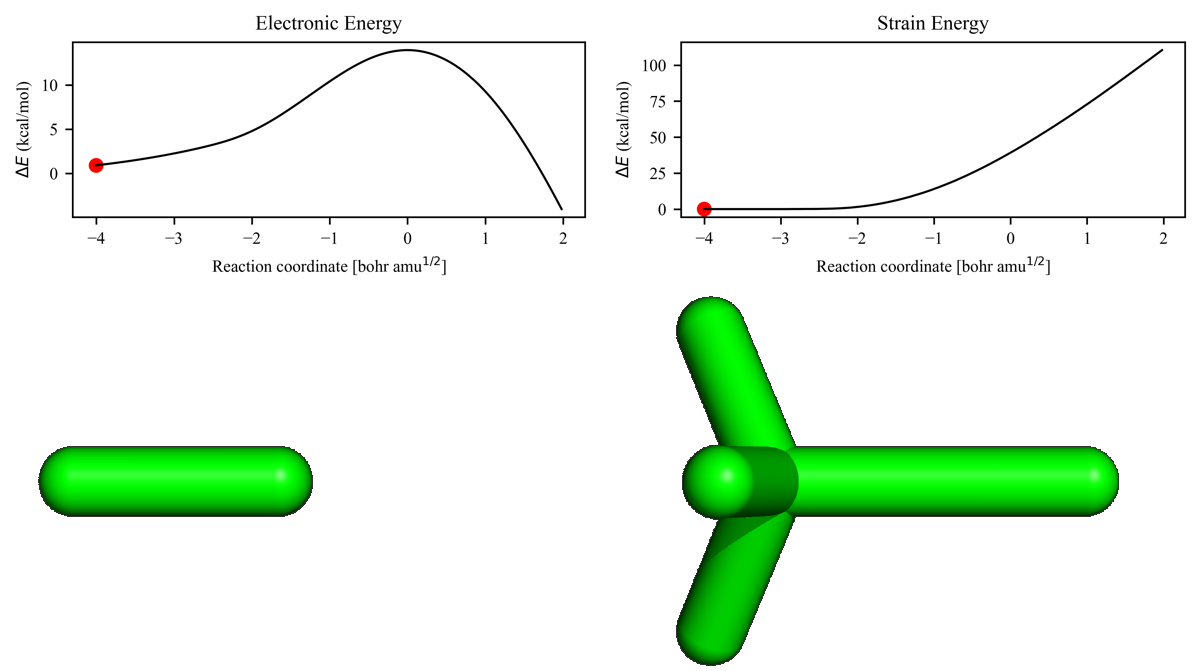 Electronic Energy
ΔE (kcal/mol)
10
5
0
−4 −3 −2 −1 0 1 2
Reaction coordinate [bohr amu^1/2]
Strain Energy
ΔE (kcal/mol)
100
75
50
25
0
−4 −3 −2 −1 0 1 2
Reaction coordinate [bohr amu^1/2]